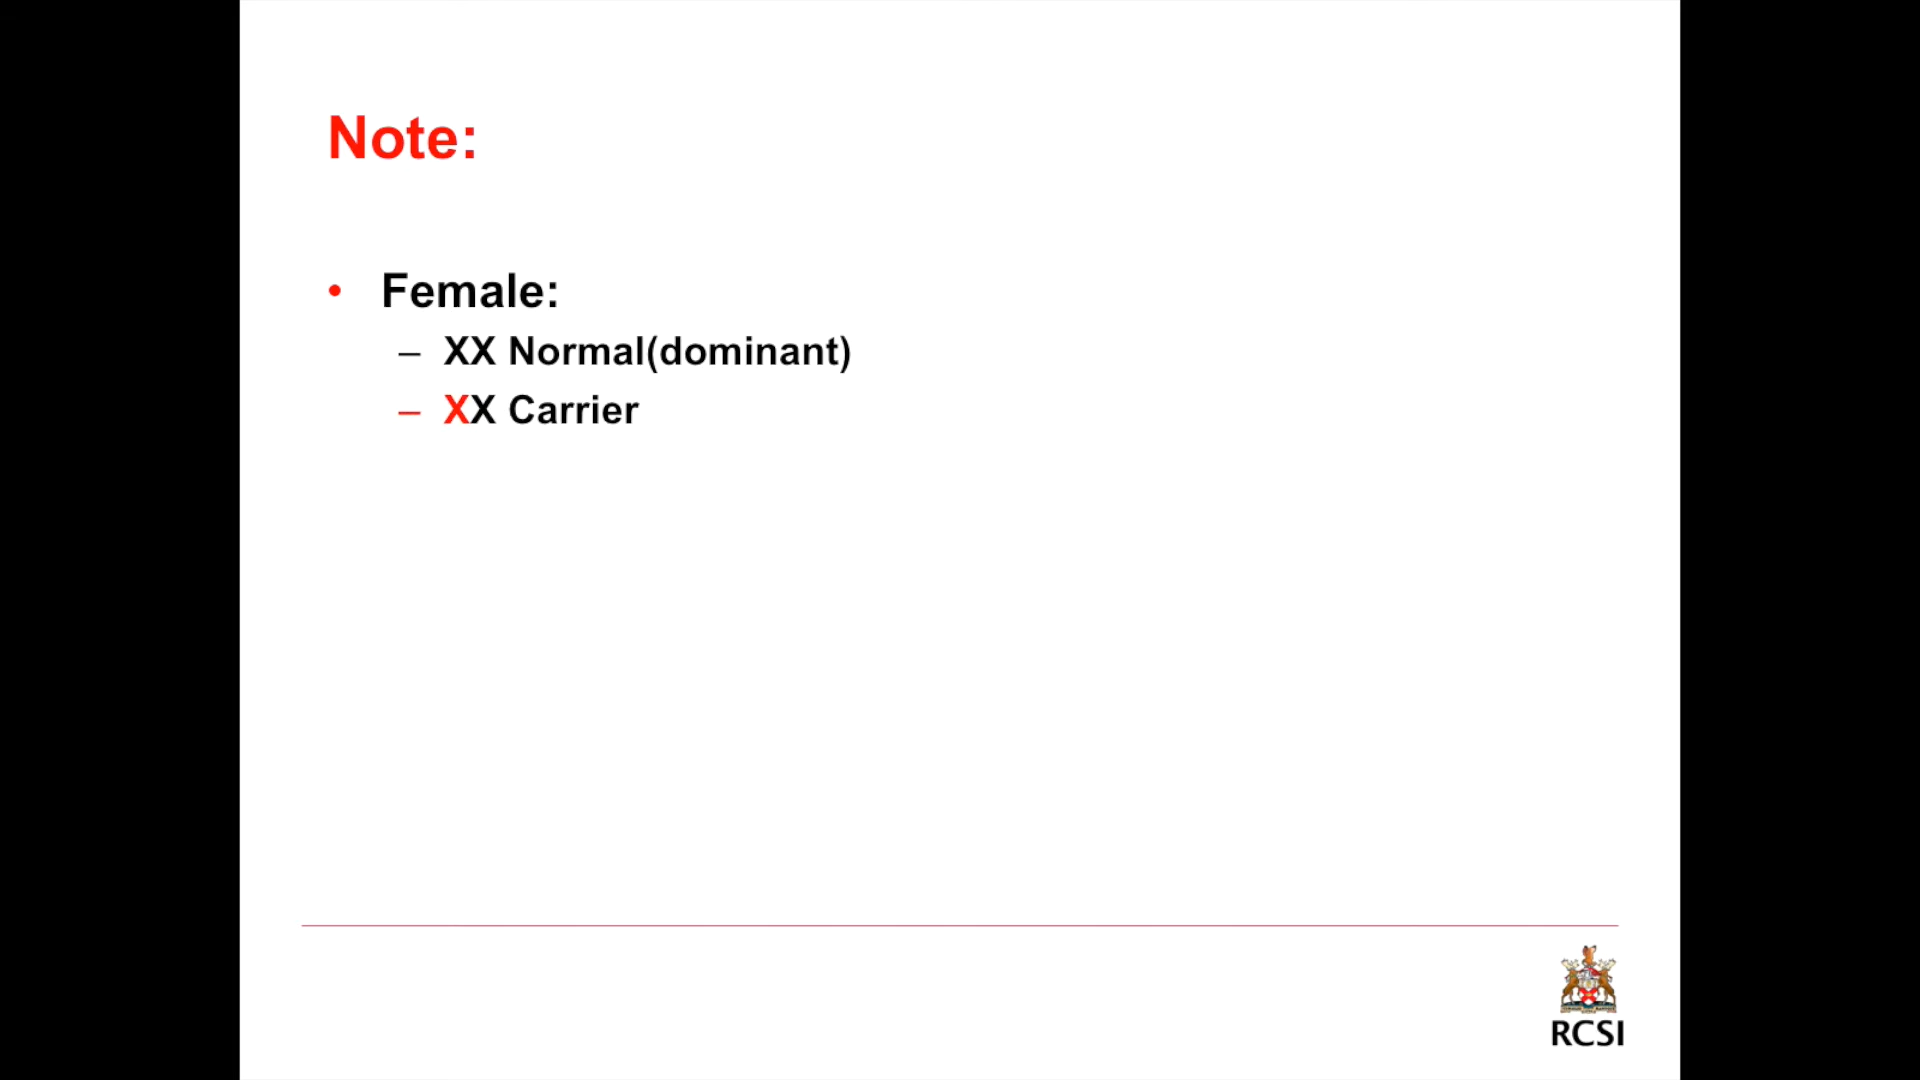 Note:
• Female:
– XX Normal(dominant)
– XX Carrier
RCSI